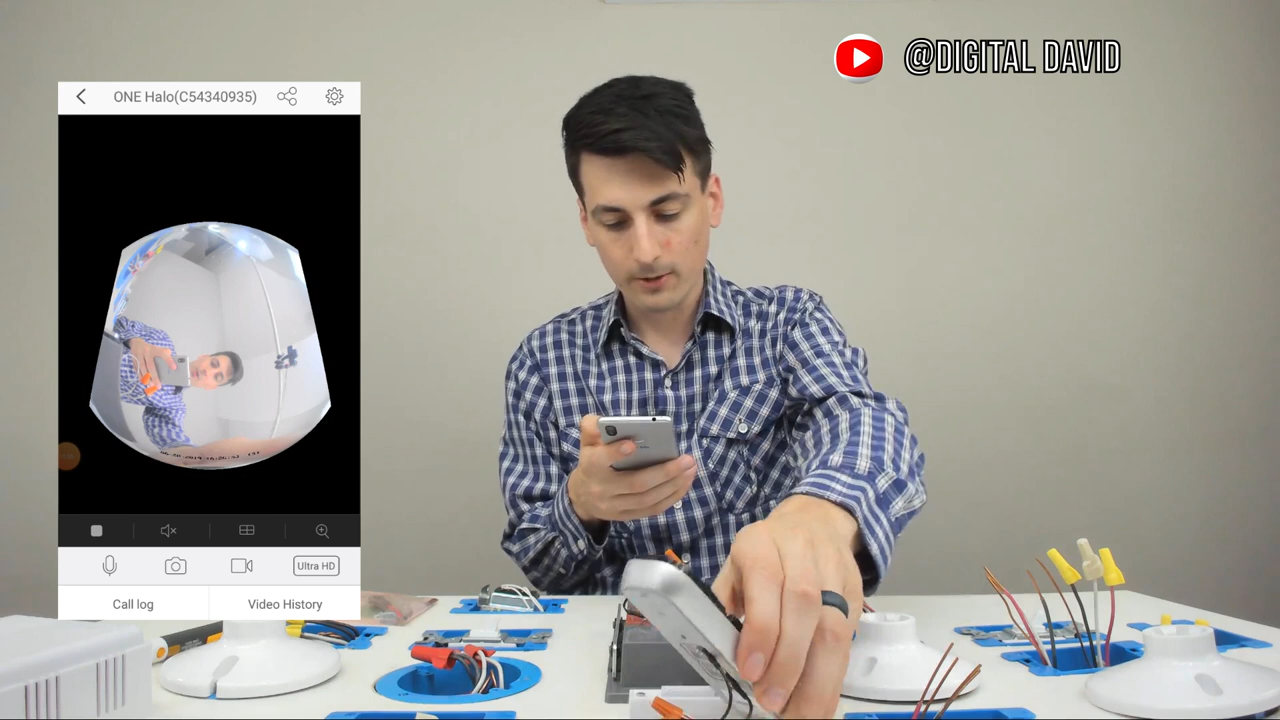 @DIGITAL DAVID
ONE Halo(C54340935)
Ultra HD
Call log
Video History